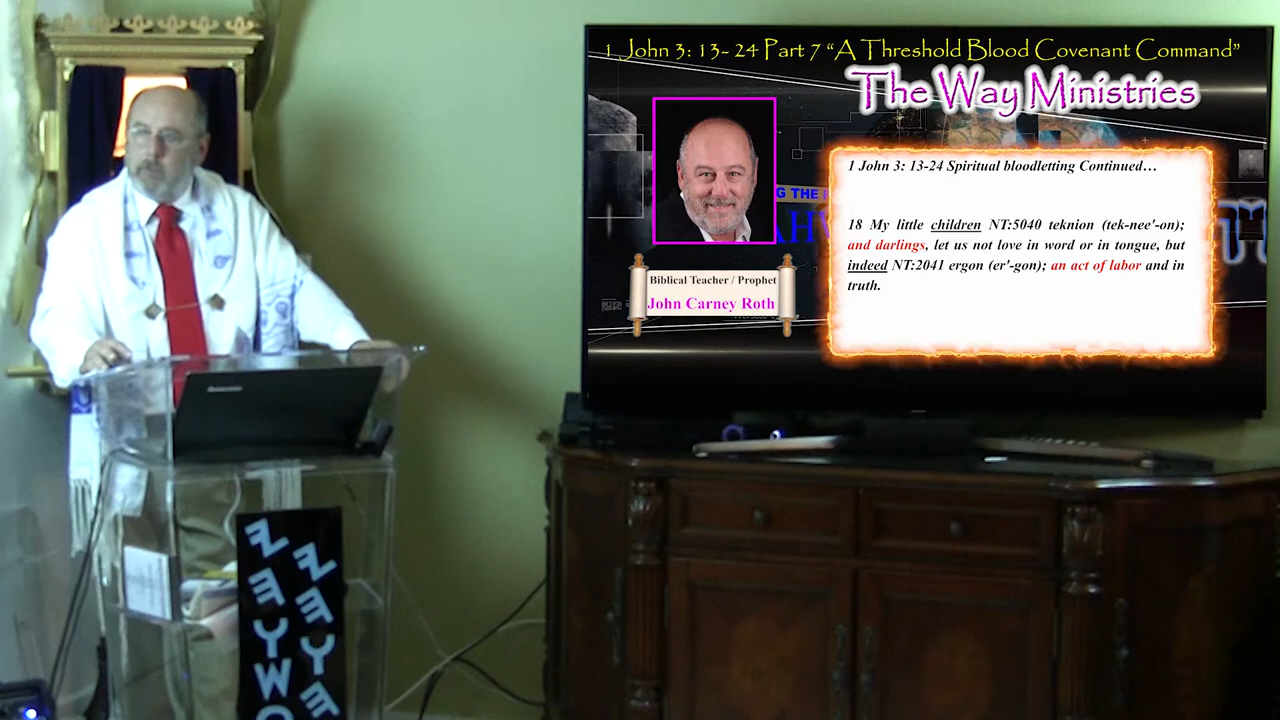 1 John 3: 13- 24 Part 7 “A Threshold Blood Covenant Command”
The Way Ministries
1 John 3: 13-24 Spiritual bloodletting Continued…
18 My little children NT:5040 teknion (tek-nee'-on);
and darlings, let us not love in word or in tongue, but
indeed NT:2041 ergon (er'-gon); an act of labor and in
truth.
Biblical Teacher / Prophet
John Carney Roth
lenovo